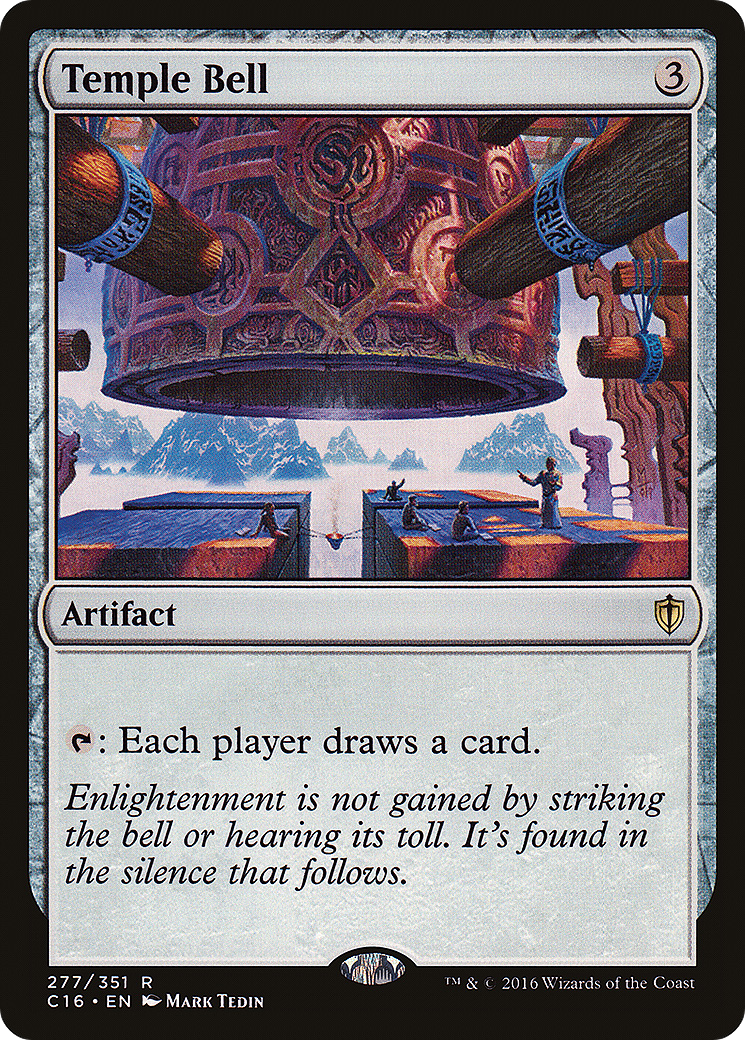 Temple Bell 3
Artifact
: Each player draws a card.
Enlightenment is not gained by striking
the bell or hearing its toll. It's found in
the silence that follows.
277/351 R
C16 • EN Mark Tedin
™ & © 2016 Wizards of the Coast